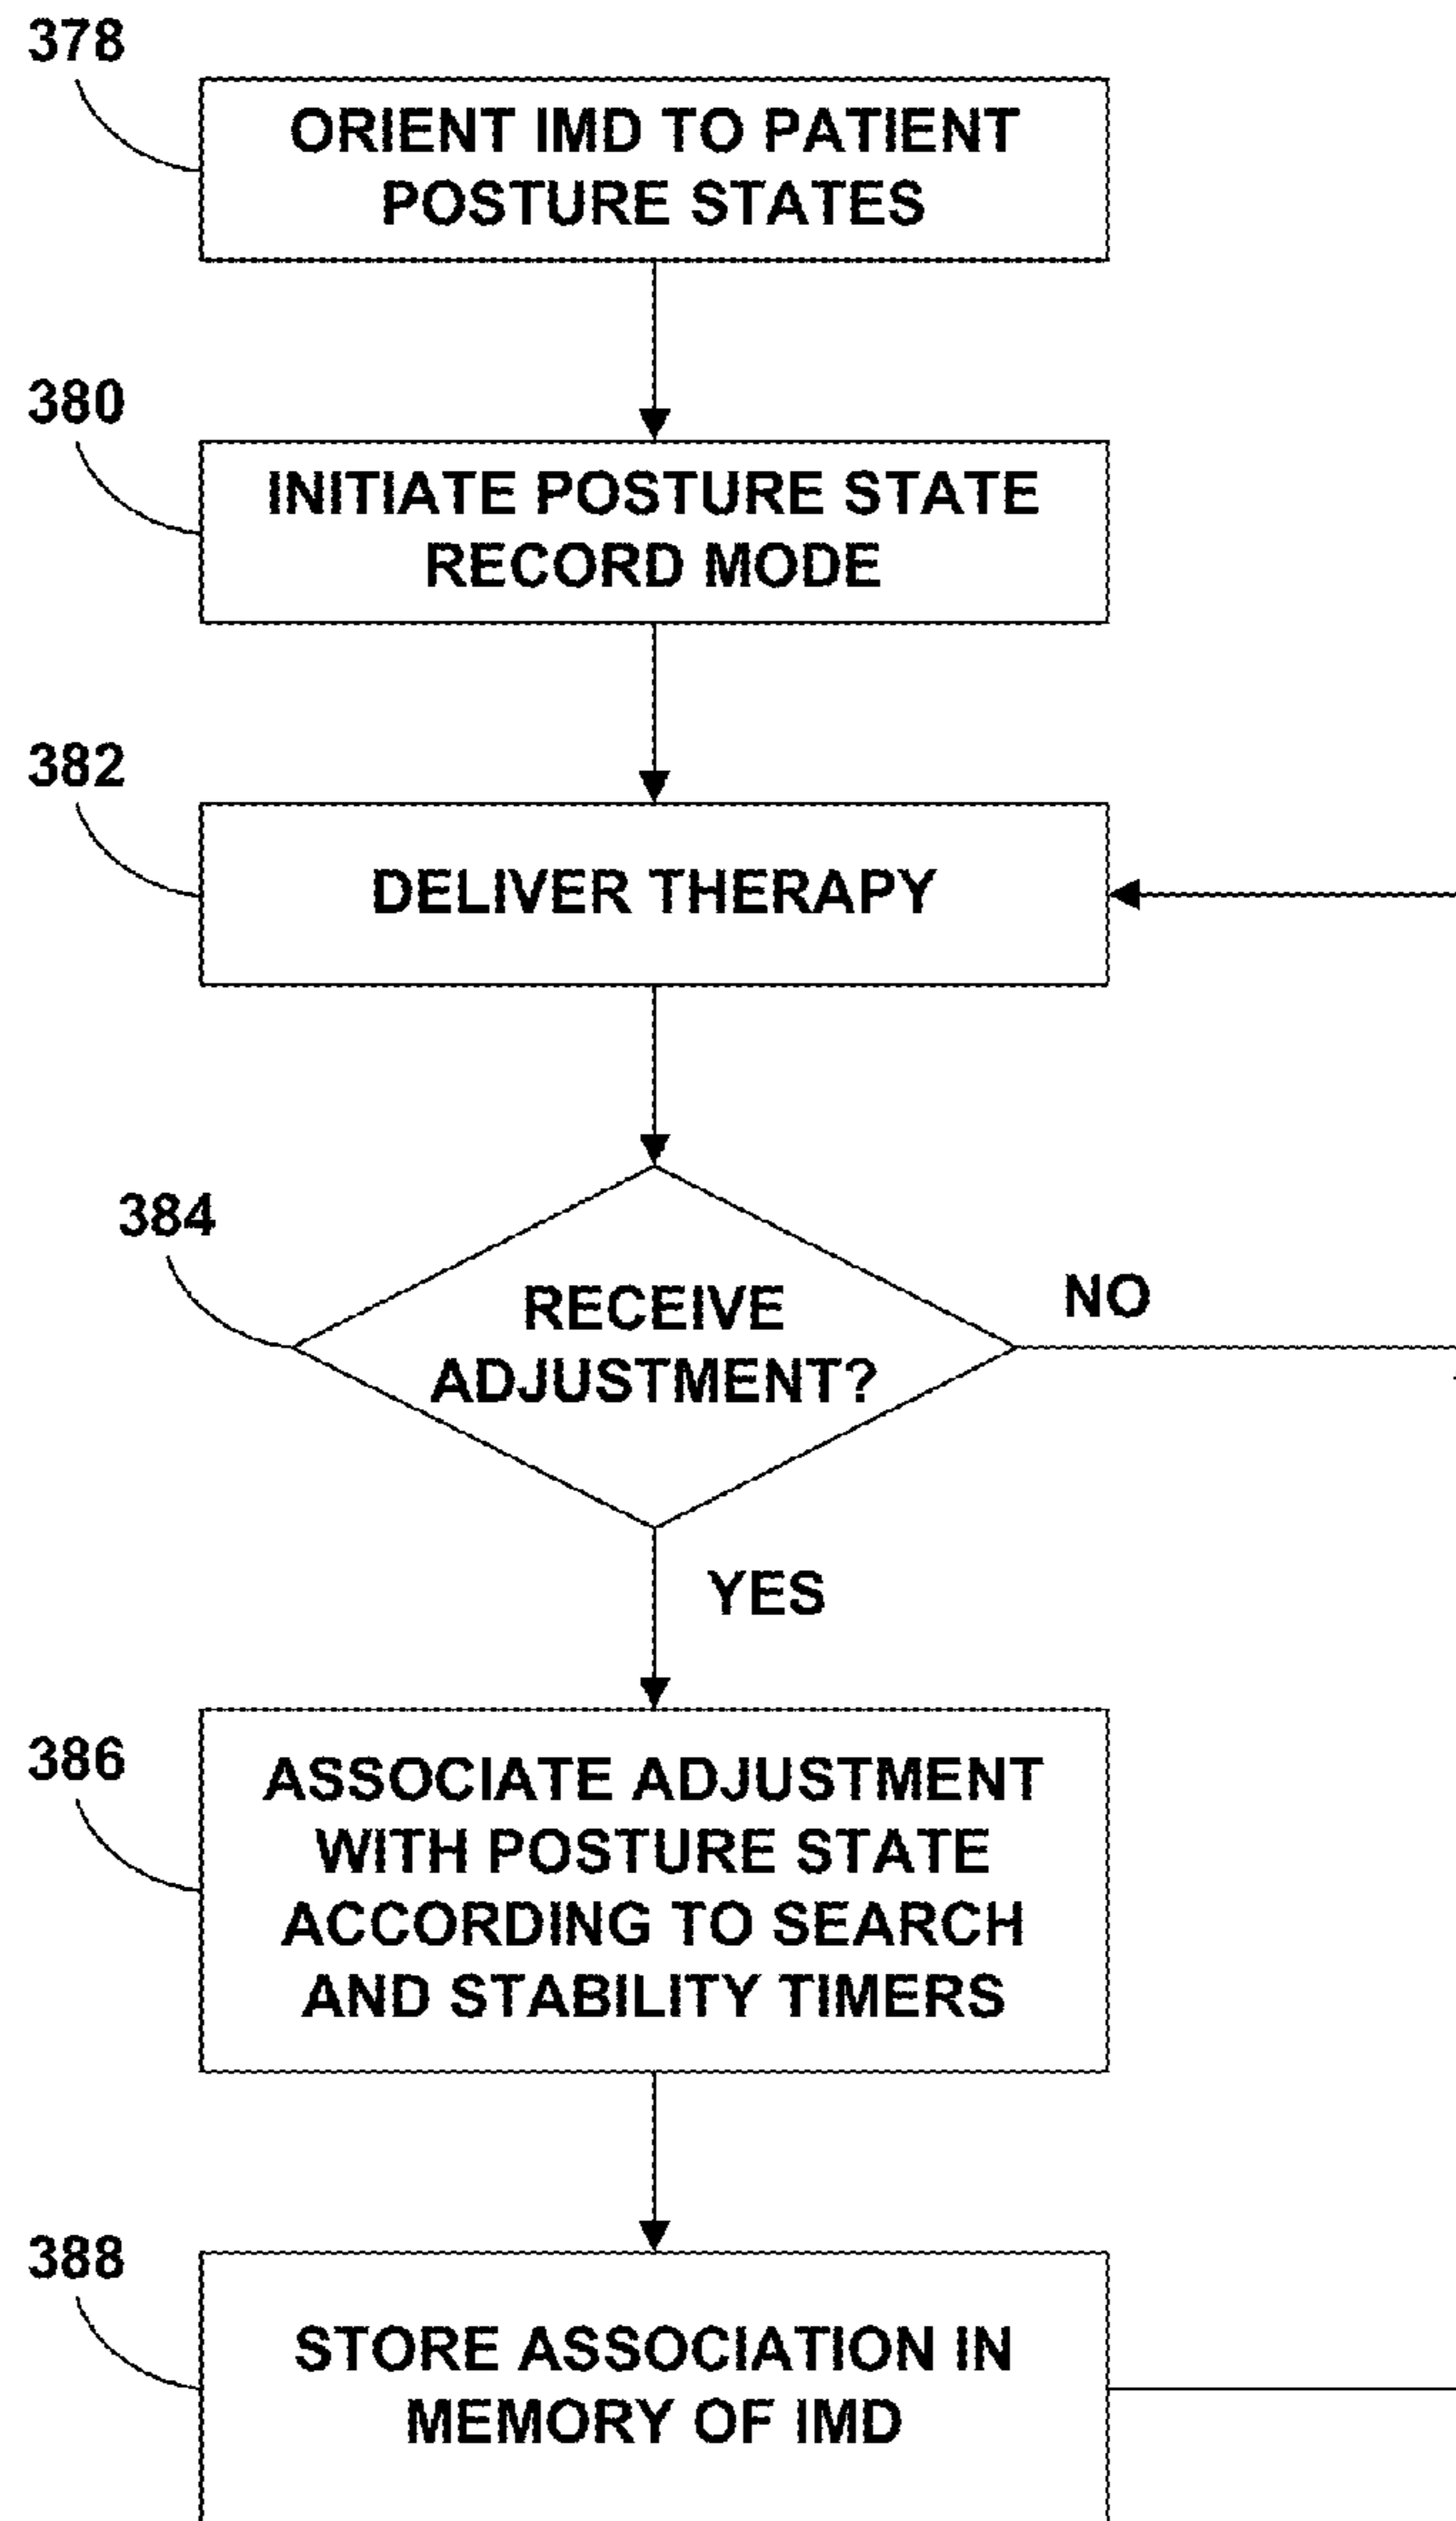 378
ORIENT IMD TO PATIENT
POSTURE STATES
380
INITIATE POSTURE STATE
RECORD MODE
382
DELIVER THERAPY
384
RECEIVE
ADJUSTMENT?
NO
YES
386
ASSOCIATE ADJUSTMENT
WITH POSTURE STATE
ACCORDING TO SEARCH
AND STABILITY TIMERS
388
STORE ASSOCIATION IN
MEMORY OF IMD